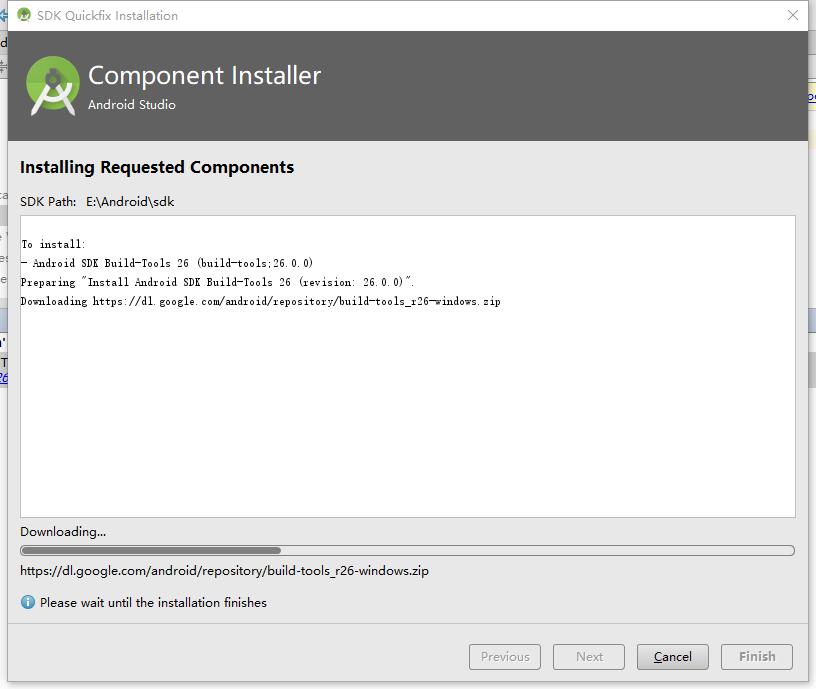 SDK Quickfix Installation
Component Installer
Android Studio
Installing Requested Components
SDK Path: E:\Android\sdk
To install:
- Android SDK Build-Tools 26 (build-tools;26.0.0)
Preparing "Install Android SDK Build-Tools 26 (revision: 26.0.0)".
Downloading https://dl.google.com/android/repository/build-tools_r26-windows.zip
Downloading...
https://dl.google.com/android/repository/build-tools_r26-windows.zip
Please wait until the installation finishes
Previous Next Cancel Finish